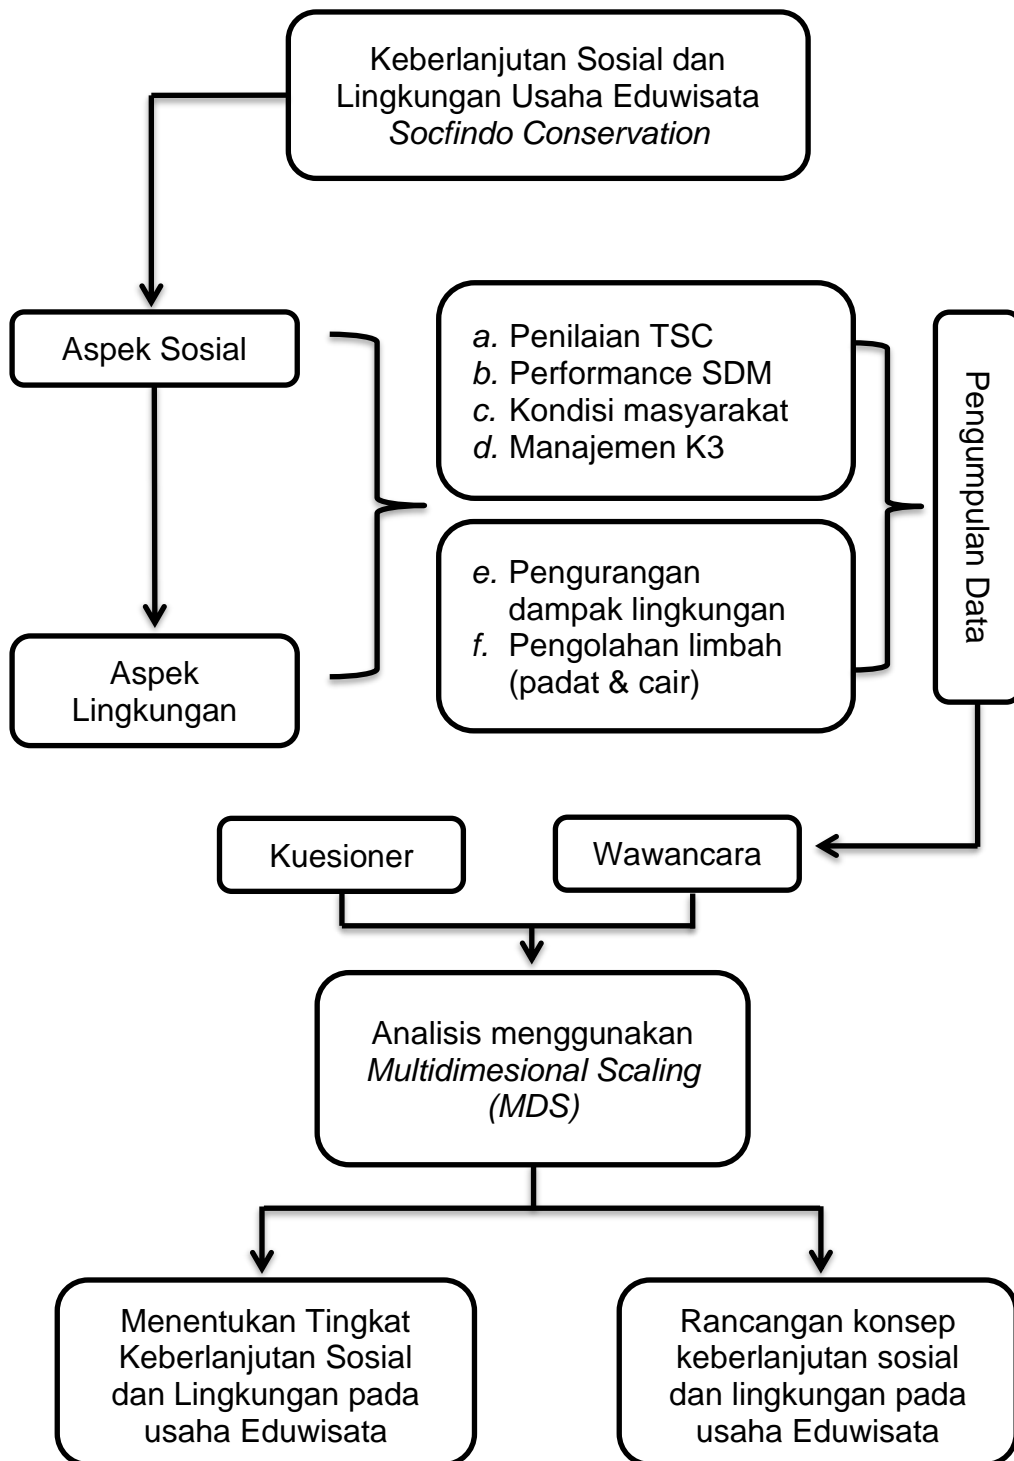 Keberlanjutan Sosial dan
Lingkungan Usaha Eduwisata
Socfindo Conservation
Aspek Sosial
a. Penilaian TSC
b. Performance SDM
c. Kondisi masyarakat
d. Manajemen K3
Pengumpulan Data
e. Pengurangan
dampak lingkungan
f. Pengolahan limbah
(padat & cair)
Aspek
Lingkungan
Kuesioner
Wawancara
Analisis menggunakan
Multidimesional Scaling
(MDS)
Menentukan Tingkat
Keberlanjutan Sosial
dan Lingkungan pada
usaha Eduwisata
Rancangan konsep
keberlanjutan sosial
dan lingkungan pada
usaha Eduwisata